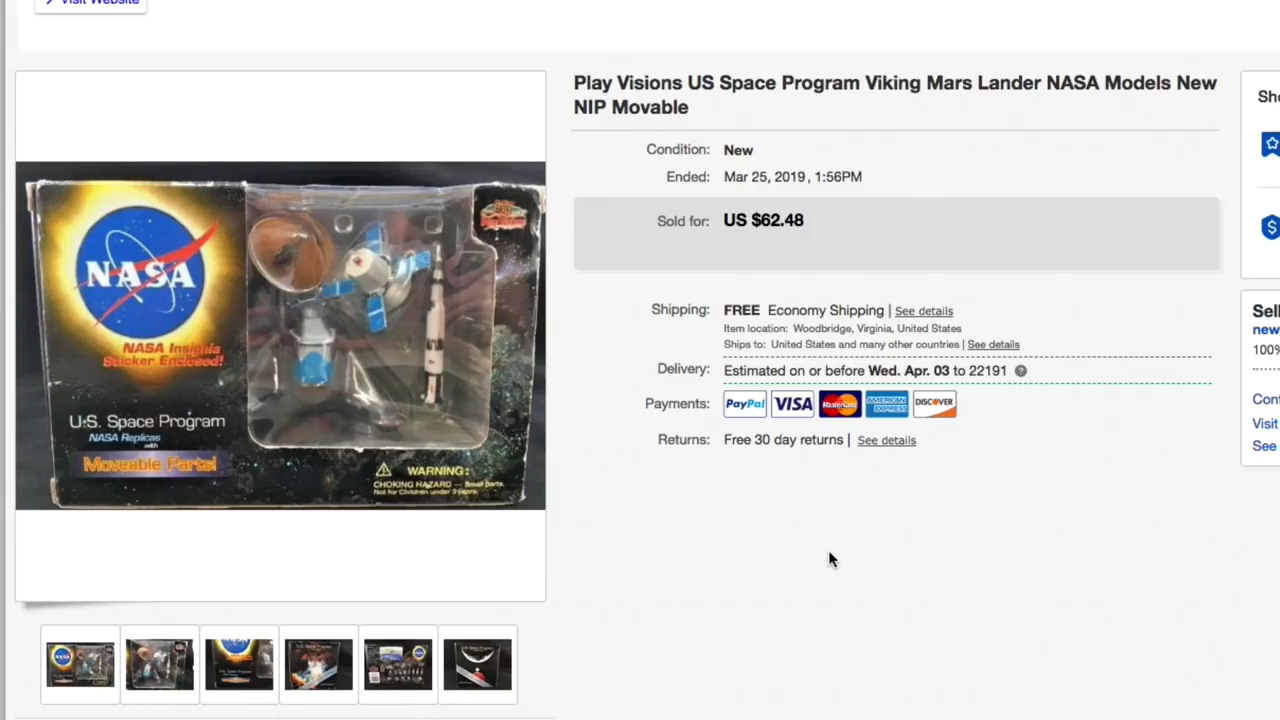 Visit Website
Play Visions US Space Program Viking Mars Lander NASA Models New
NIP Movable
Condition: New
Ended: Mar 25, 2019, 1:56PM
Sold for: US $62.48
Shipping: FREE Economy Shipping | See details
Item location: Woodbridge, Virginia, United States
Ships to: United States and many other countries | See details
Delivery: Estimated on or before Wed. Apr. 03 to 22191
Payments: PayPal VISA MasterCard AMERICAN EXPRESS DISCOVER
Returns: Free 30 day returns | See details
Sho
Sell
new
100%
Cont
Visit
See
NASA
NASA Insignia
Sticker Enclosed!
U.S. Space Program
NASA Replicas
with
Moveable Parts!
WARNING:
CHOKING HAZARD — Small parts.
Not for Children under 3 years.